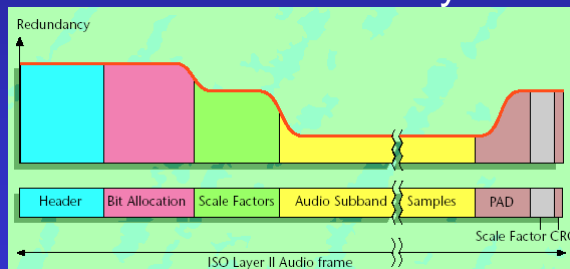 Redundancy
Header Bit Allocation Scale Factors Audio Subband Samples PAD
Scale Factor CRC
ISO Layer II Audio frame